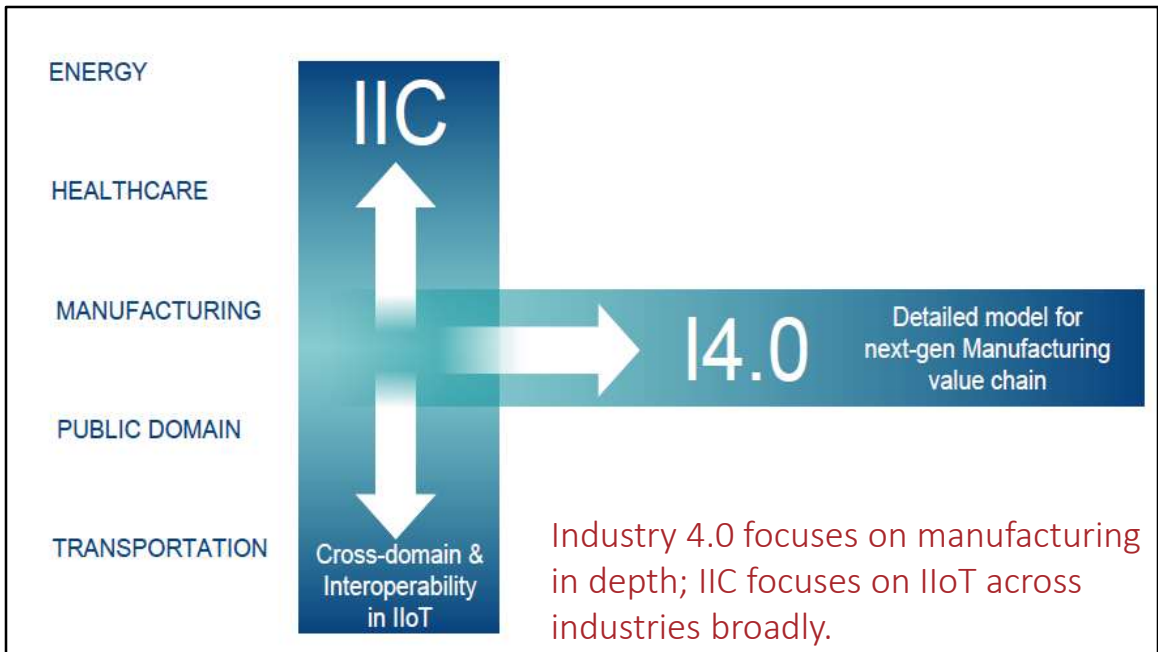 ENERGY
HEALTHCARE
MANUFACTURING
PUBLIC DOMAIN
TRANSPORTATION
IIC
Cross-domain &
Interoperability
in IIoT
I4.0
Detailed model for
next-gen Manufacturing
value chain
Industry 4.0 focuses on manufacturing
in depth; IIC focuses on IIoT across
industries broadly.